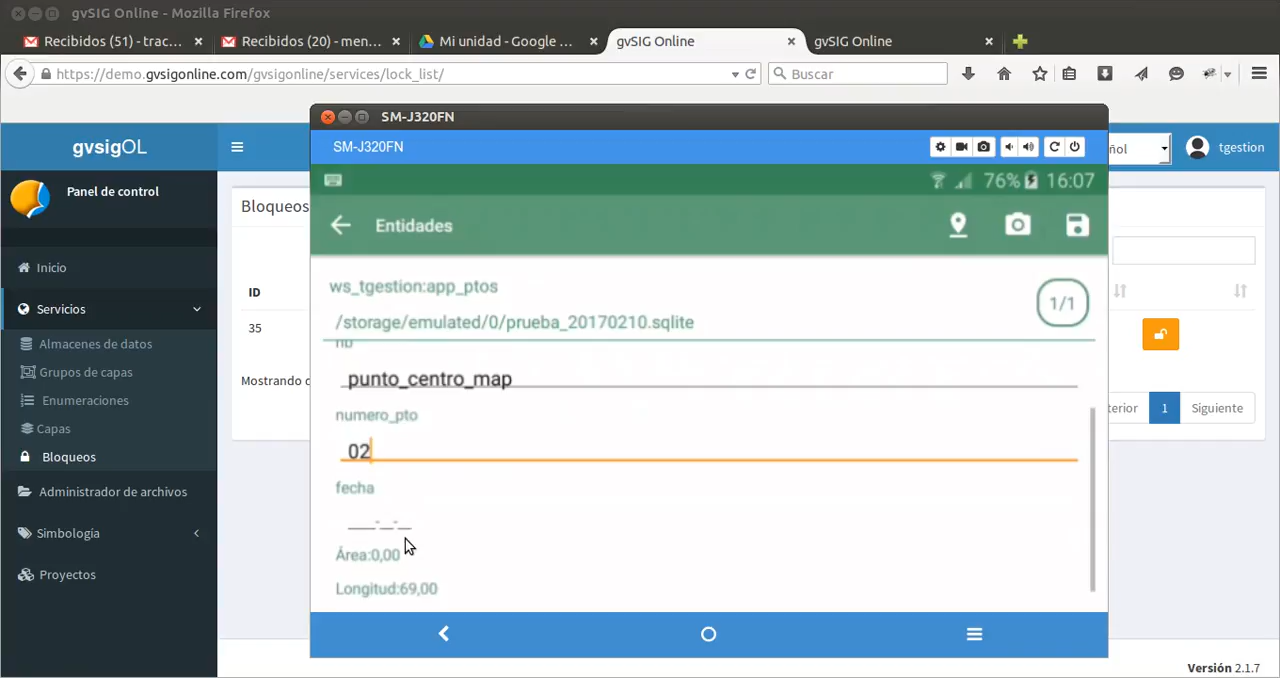 gvSIG Online - Mozilla Firefox
Recibidos (51) - trac...
Recibidos (20) - men...
Mi unidad - Google ...
gvSIG Online
gvSIG Online
https://demo.gvsigonline.com/gvsigonline/services/lock_list/
Buscar
gvsigOL
Panel de control
Inicio
Servicios
Almacenes de datos
Grupos de capas
Enumeraciones
Capas
Bloqueos
Administrador de archivos
Simbología
Proyectos
ñol
tgestion
Bloqueos
ID
35
Mostrando
terior
1
Siguiente
Versión 2.1.7
SM-J320FN
SM-J320FN
76%
16:07
Entidades
ws_tgestion:app_ptos
/storage/emulated/0/prueba_20170210.sqlite
1/1
punto_centro_map
numero_pto
02
fecha
____-__-__
Área:0,00
Longitud:69,00